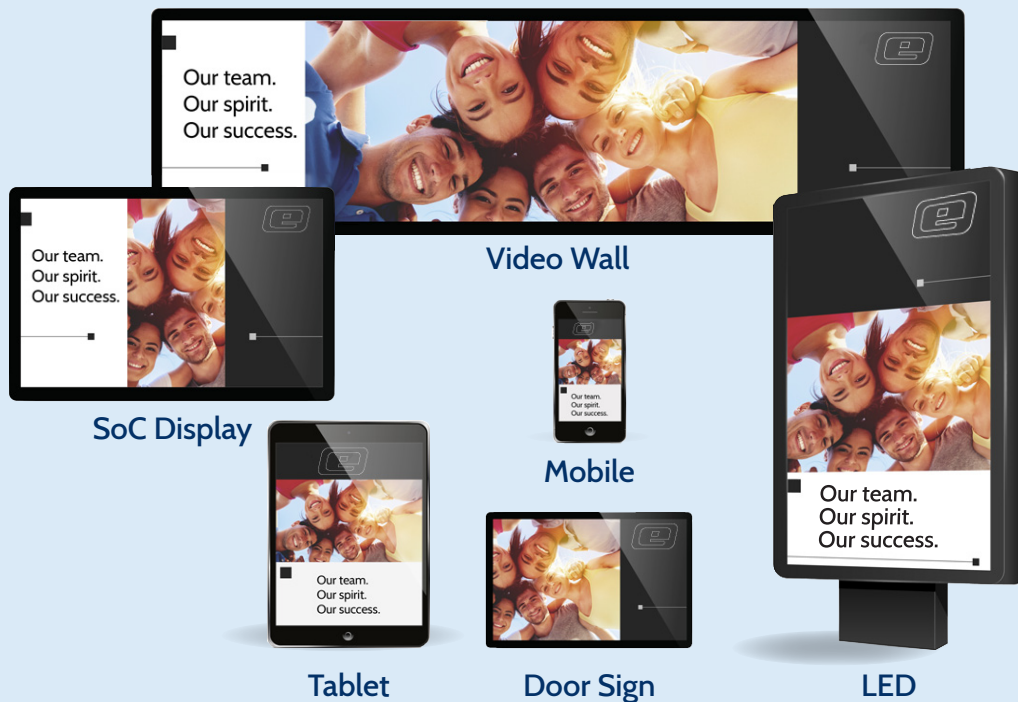 Our team.
Our spirit.
Our success.
e
Video Wall
Our team.
Our spirit.
Our success.
e
SoC Display
e
Our team.
Our spirit.
Our success.
Mobile
e
Our team.
Our spirit.
Our success.
Tablet
e
Door Sign
e
Our team.
Our spirit.
Our success.
LED